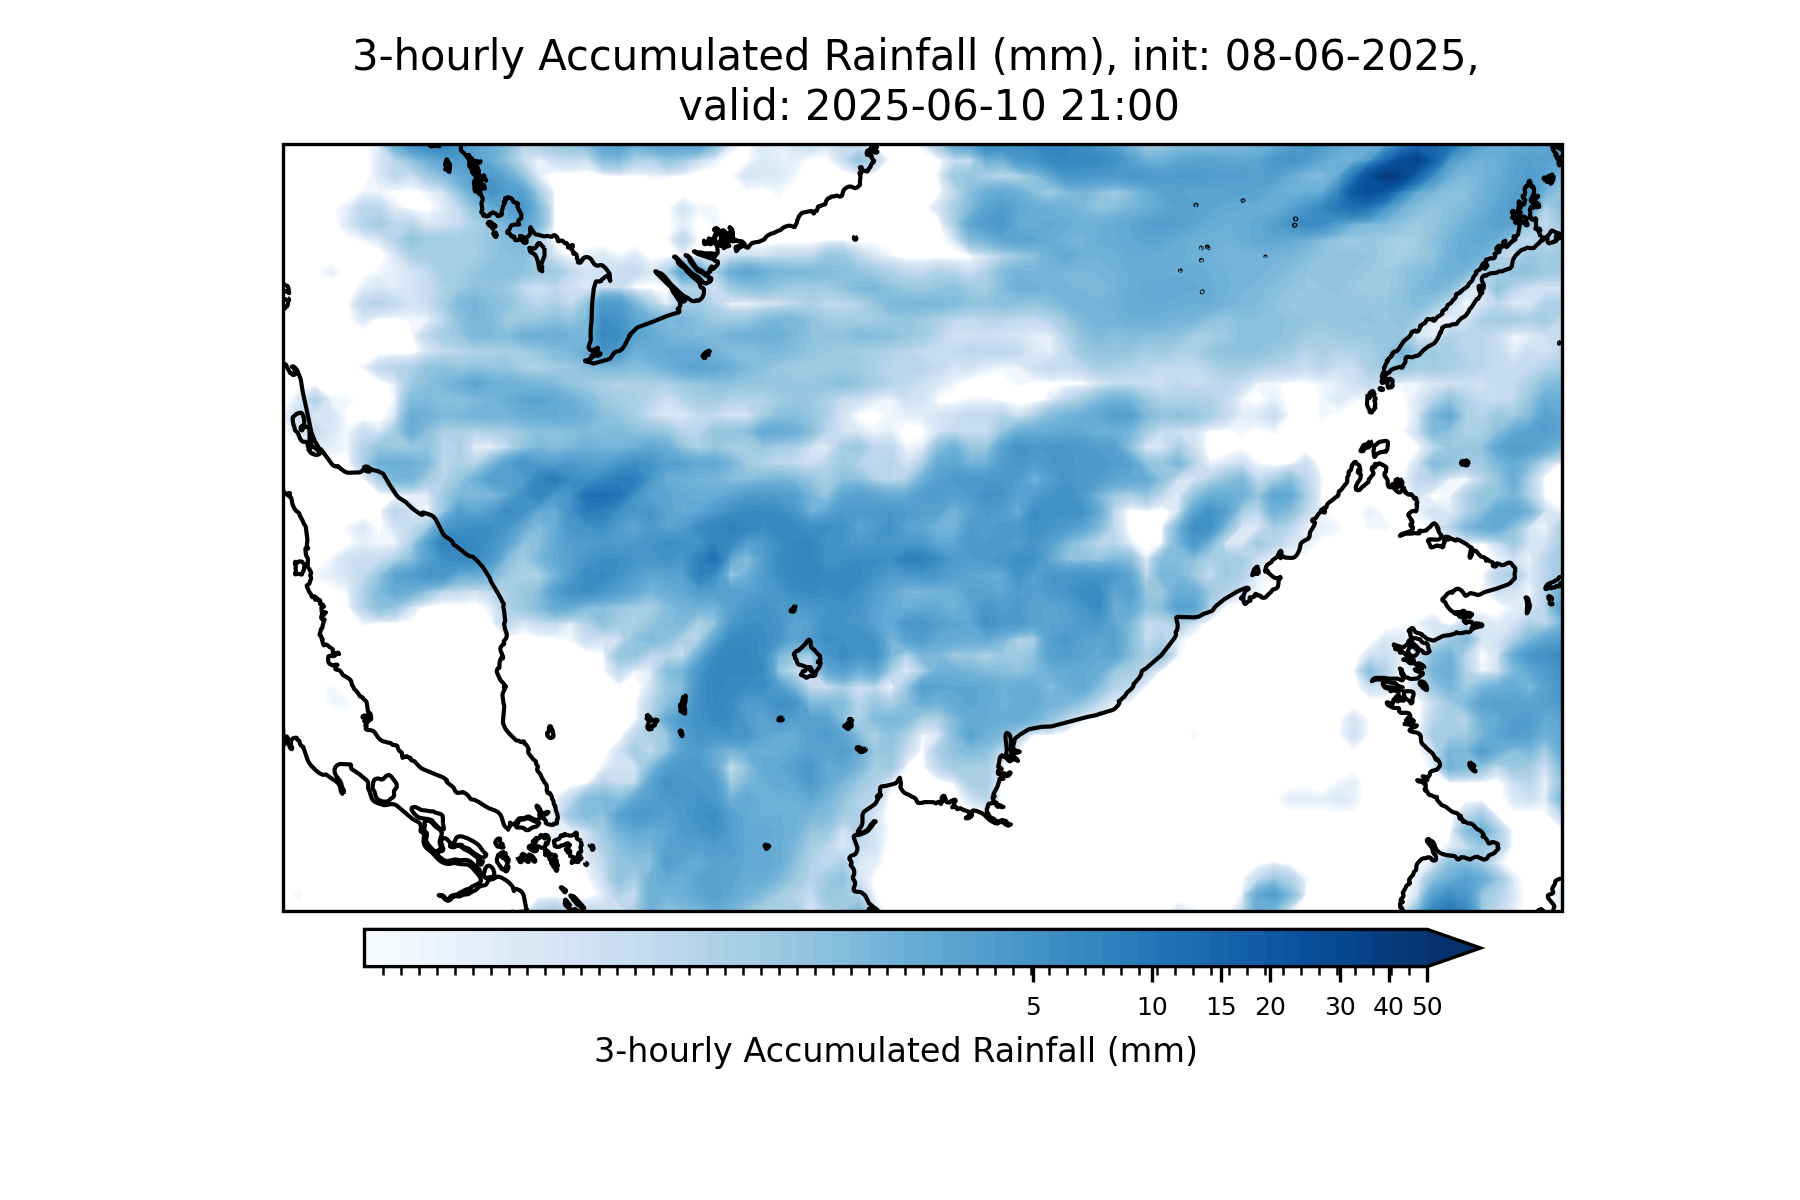 3-hourly Accumulated Rainfall (mm), init: 08-06-2025,
valid: 2025-06-10 21:00
5 10 15 20 30 40 50
3-hourly Accumulated Rainfall (mm)